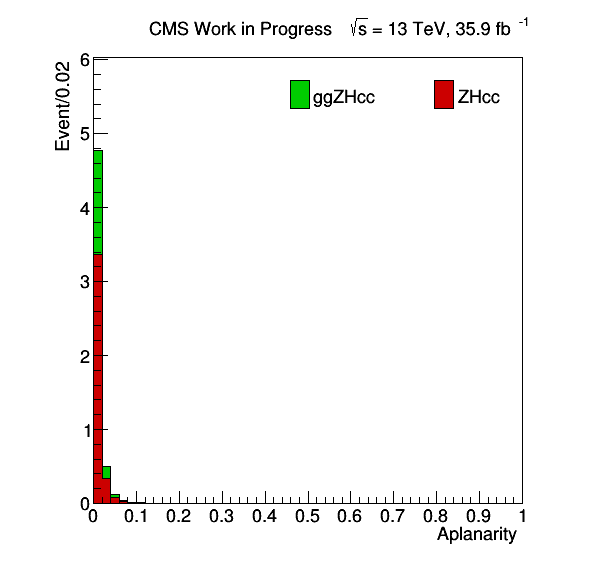 CMS Work in Progress √s = 13 TeV, 35.9 fb -1
Event/0.02
ggZHcc
ZHcc
6
5
4
3
2
1
0
0 0.1 0.2 0.3 0.4 0.5 0.6 0.7 0.8 0.9 1
Aplanarity